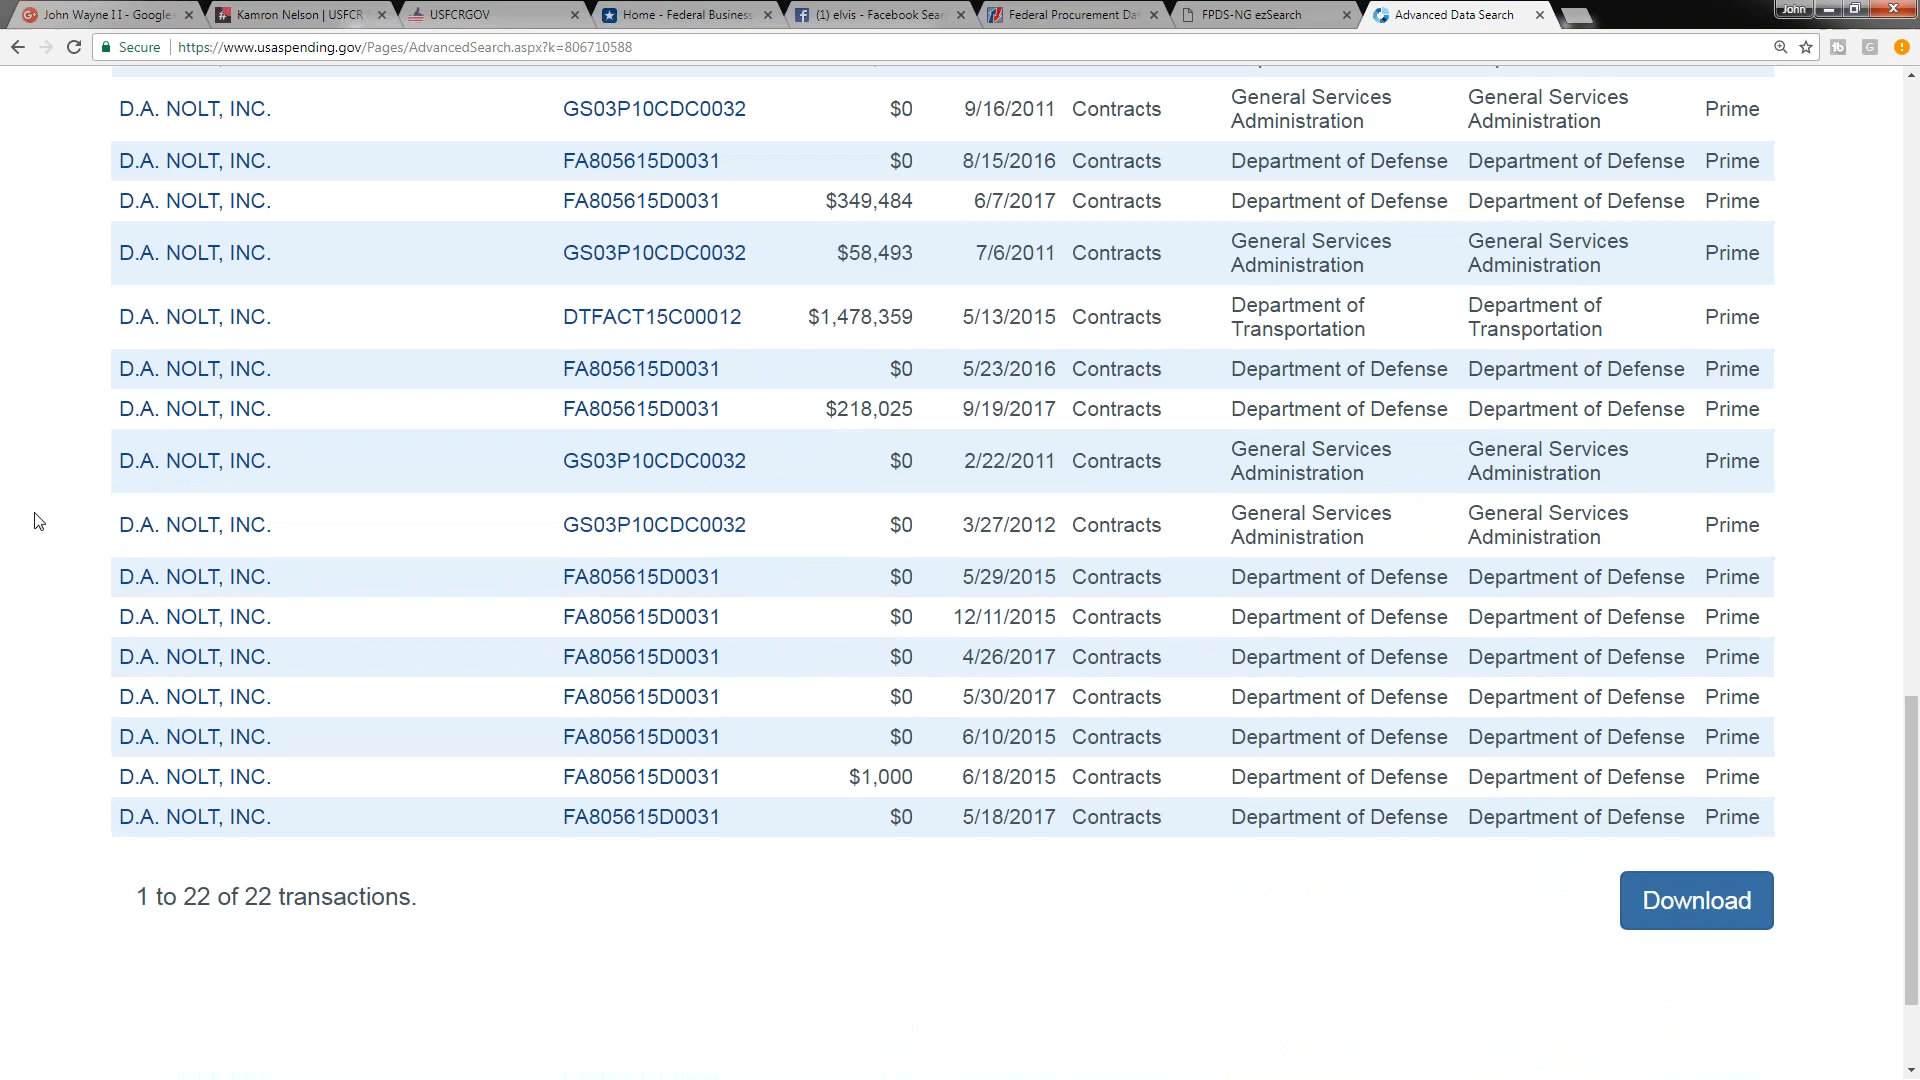 John Wayne I I - Google
Kamron Nelson | USFCR
USFCRGOV
Home - Federal Business
(1) elvis - Facebook Sear
Federal Procurement Da
FPDS-NG ezSearch
Advanced Data Search
John
Secure | https://www.usaspending.gov/Pages/AdvancedSearch.aspx?k=806710588
D.A. NOLT, INC. GS03P10CDC0032 $0 9/16/2011 Contracts General Services Administration General Services Administration Prime
D.A. NOLT, INC. FA805615D0031 $0 8/15/2016 Contracts Department of Defense Department of Defense Prime
D.A. NOLT, INC. FA805615D0031 $349,484 6/7/2017 Contracts Department of Defense Department of Defense Prime
D.A. NOLT, INC. GS03P10CDC0032 $58,493 7/6/2011 Contracts General Services Administration General Services Administration Prime
D.A. NOLT, INC. DTFACT15C00012 $1,478,359 5/13/2015 Contracts Department of Transportation Department of Transportation Prime
D.A. NOLT, INC. FA805615D0031 $0 5/23/2016 Contracts Department of Defense Department of Defense Prime
D.A. NOLT, INC. FA805615D0031 $218,025 9/19/2017 Contracts Department of Defense Department of Defense Prime
D.A. NOLT, INC. GS03P10CDC0032 $0 2/22/2011 Contracts General Services Administration General Services Administration Prime
D.A. NOLT, INC. GS03P10CDC0032 $0 3/27/2012 Contracts General Services Administration General Services Administration Prime
D.A. NOLT, INC. FA805615D0031 $0 5/29/2015 Contracts Department of Defense Department of Defense Prime
D.A. NOLT, INC. FA805615D0031 $0 12/11/2015 Contracts Department of Defense Department of Defense Prime
D.A. NOLT, INC. FA805615D0031 $0 4/26/2017 Contracts Department of Defense Department of Defense Prime
D.A. NOLT, INC. FA805615D0031 $0 5/30/2017 Contracts Department of Defense Department of Defense Prime
D.A. NOLT, INC. FA805615D0031 $0 6/10/2015 Contracts Department of Defense Department of Defense Prime
D.A. NOLT, INC. FA805615D0031 $1,000 6/18/2015 Contracts Department of Defense Department of Defense Prime
D.A. NOLT, INC. FA805615D0031 $0 5/18/2017 Contracts Department of Defense Department of Defense Prime
1 to 22 of 22 transactions.
Download